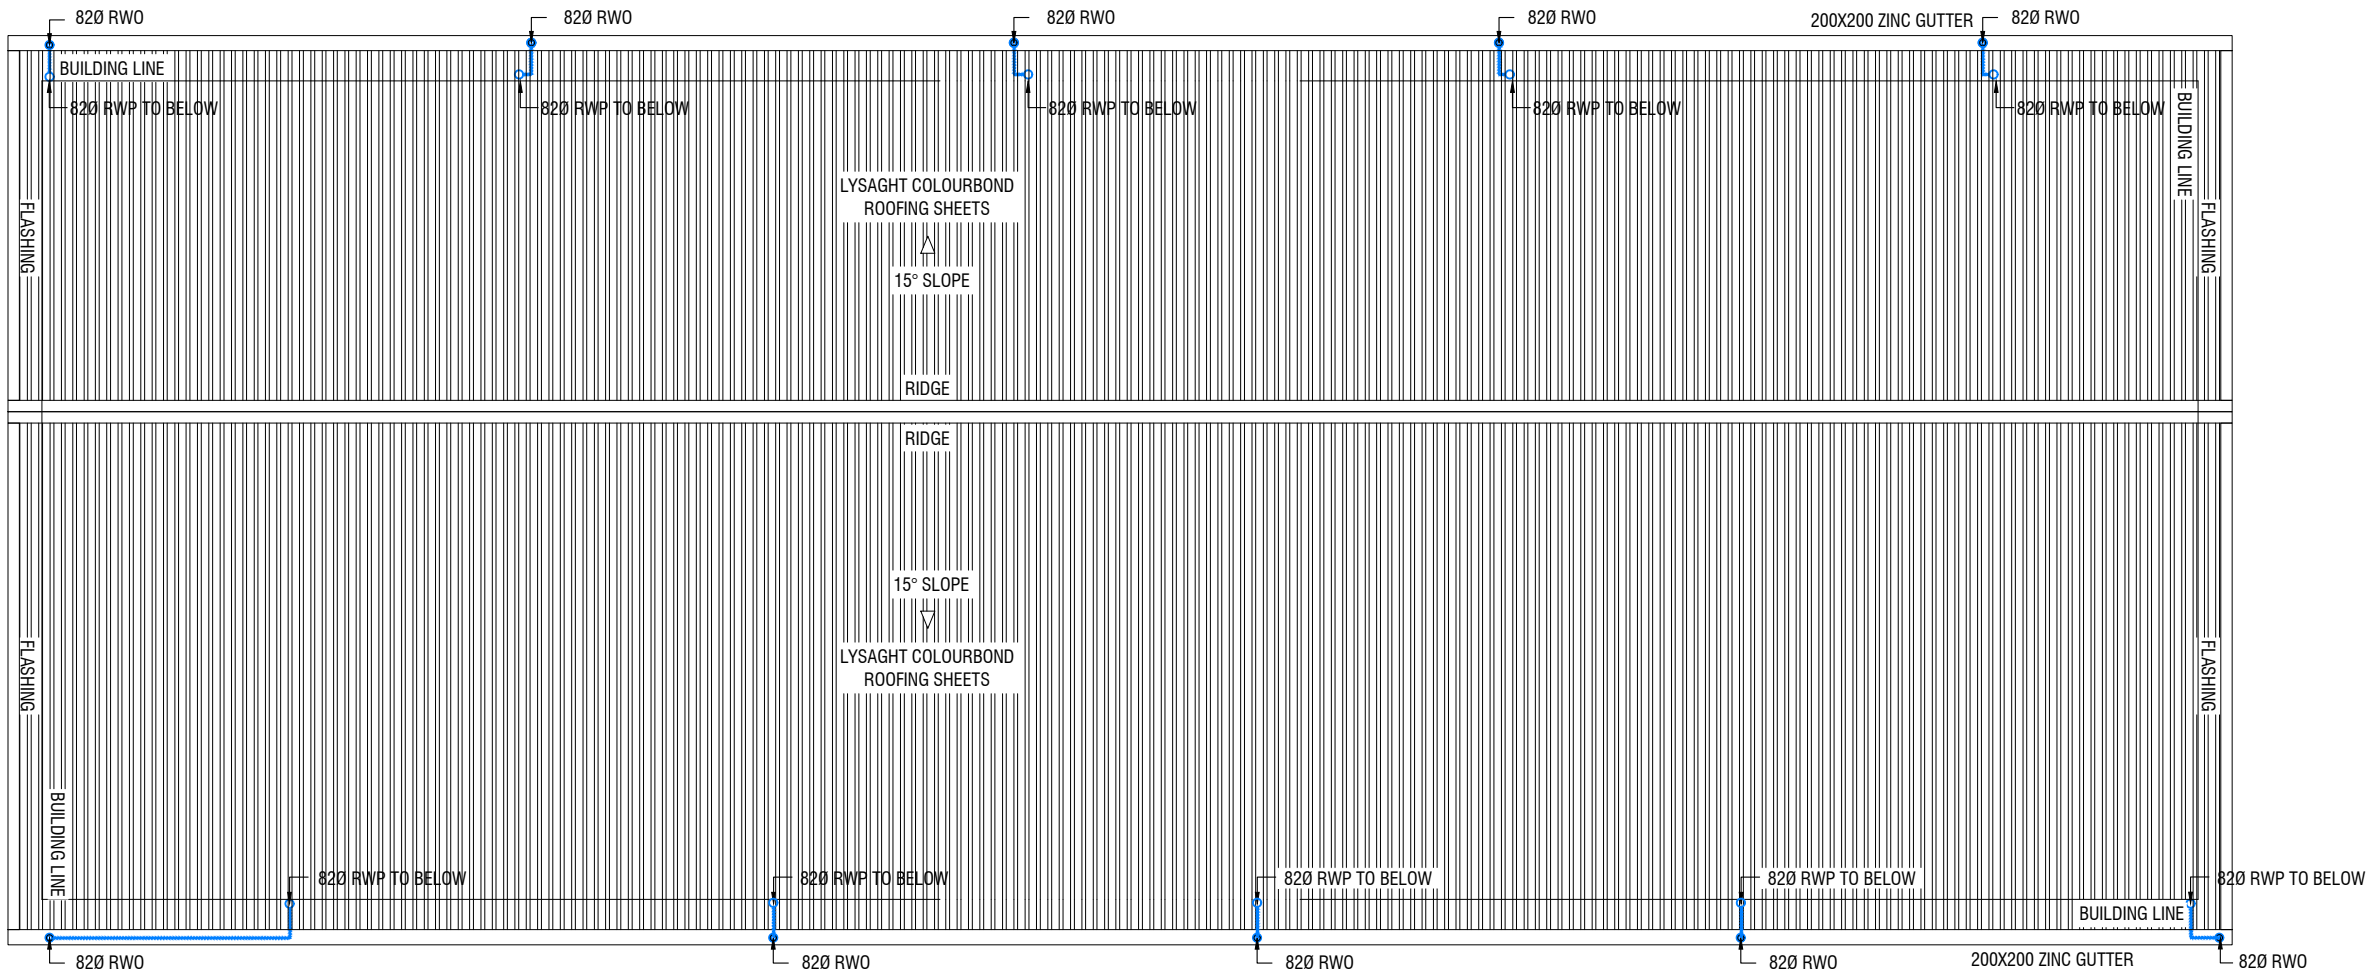 82Ø RWO
82Ø RWO
82Ø RWO
82Ø RWO
200X200 ZINC GUTTER
82Ø RWO
BUILDING LINE
82Ø RWP TO BELOW
82Ø RWP TO BELOW
82Ø RWP TO BELOW
82Ø RWP TO BELOW
82Ø RWP TO BELOW
BUILDING LINE
FLASHING
LYSAGHT COLOURBOND
ROOFING SHEETS
FLASHING
15° SLOPE
RIDGE
RIDGE
15° SLOPE
FLASHING
LYSAGHT COLOURBOND
ROOFING SHEETS
FLASHING
BUILDING LINE
82Ø RWP TO BELOW
82Ø RWP TO BELOW
82Ø RWP TO BELOW
82Ø RWP TO BELOW
82Ø RWP TO BELOW
BUILDING LINE
82Ø RWO
82Ø RWO
82Ø RWO
82Ø RWO
200X200 ZINC GUTTER
82Ø RWO